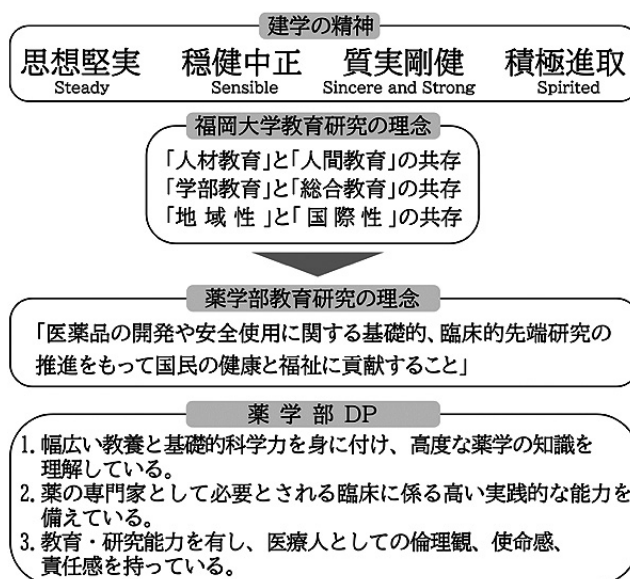 建学の精神
思想堅実 穏健中正 質実剛健 積極進取
Steady Sensible Sincere and Strong Spirited
福岡大学教育研究の理念
「人材教育」と「人間教育」の共存
「学部教育」と「総合教育」の共存
「地域性」と「国際性」の共存
薬学部教育研究の理念
「医薬品の開発や安全使用に関する基礎的、臨床的先端研究の
推進をもって国民の健康と福祉に貢献すること」
薬学部DP
1. 幅広い教養と基礎的科学力を身に付け、高度な薬学の知識を
理解している。
2. 薬の専門家として必要とされる臨床に係る高い実践的な能力を
備えている。
3. 教育・研究能力を有し、医療人としての倫理観、使命感、
責任感を持っている。